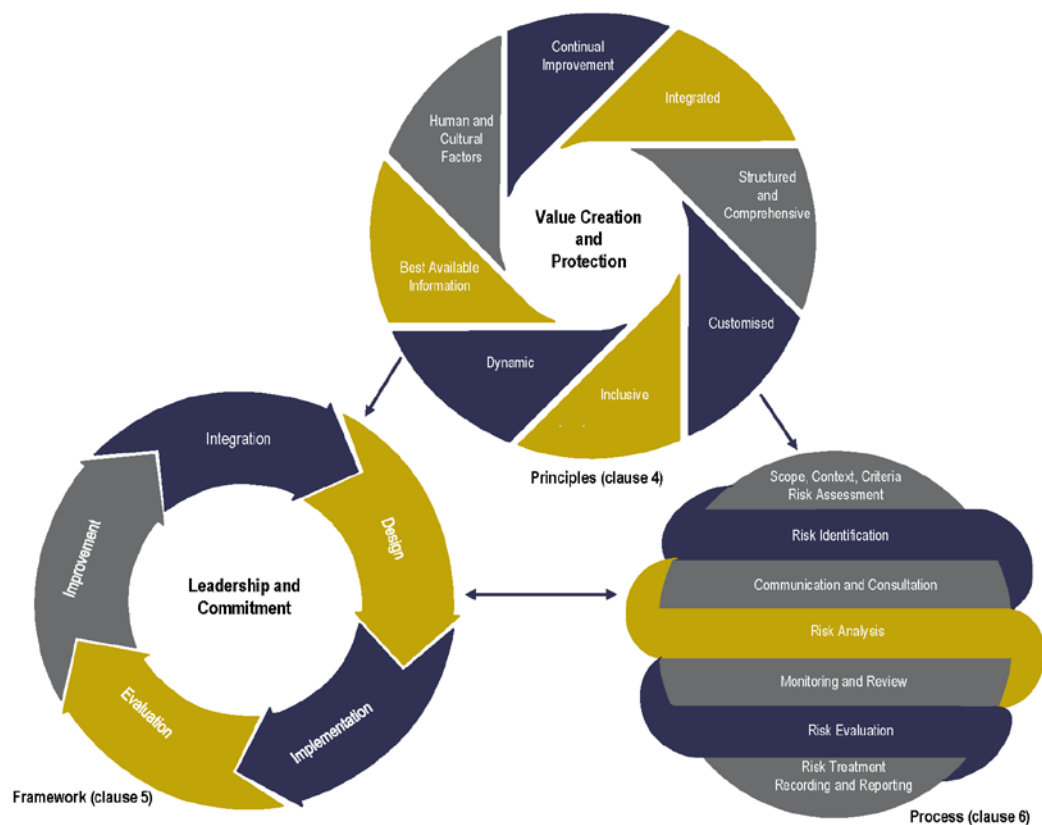 Continual
Improvement
Integrated
Human and
Cultural
Factors
Structured
and
Comprehensive
Value Creation
and
Protection
Best Available
Information
Customised
Dynamic
Inclusive
Principles (clause 4)
Integration
Design
Improvement
Leadership and
Commitment
Evaluation
Implementation
Framework (clause 5)
Scope, Context, Criteria
Risk Assessment
Risk Identification
Communication and Consultation
Risk Analysis
Monitoring and Review
Risk Evaluation
Risk Treatment
Recording and Reporting
Process (clause 6)